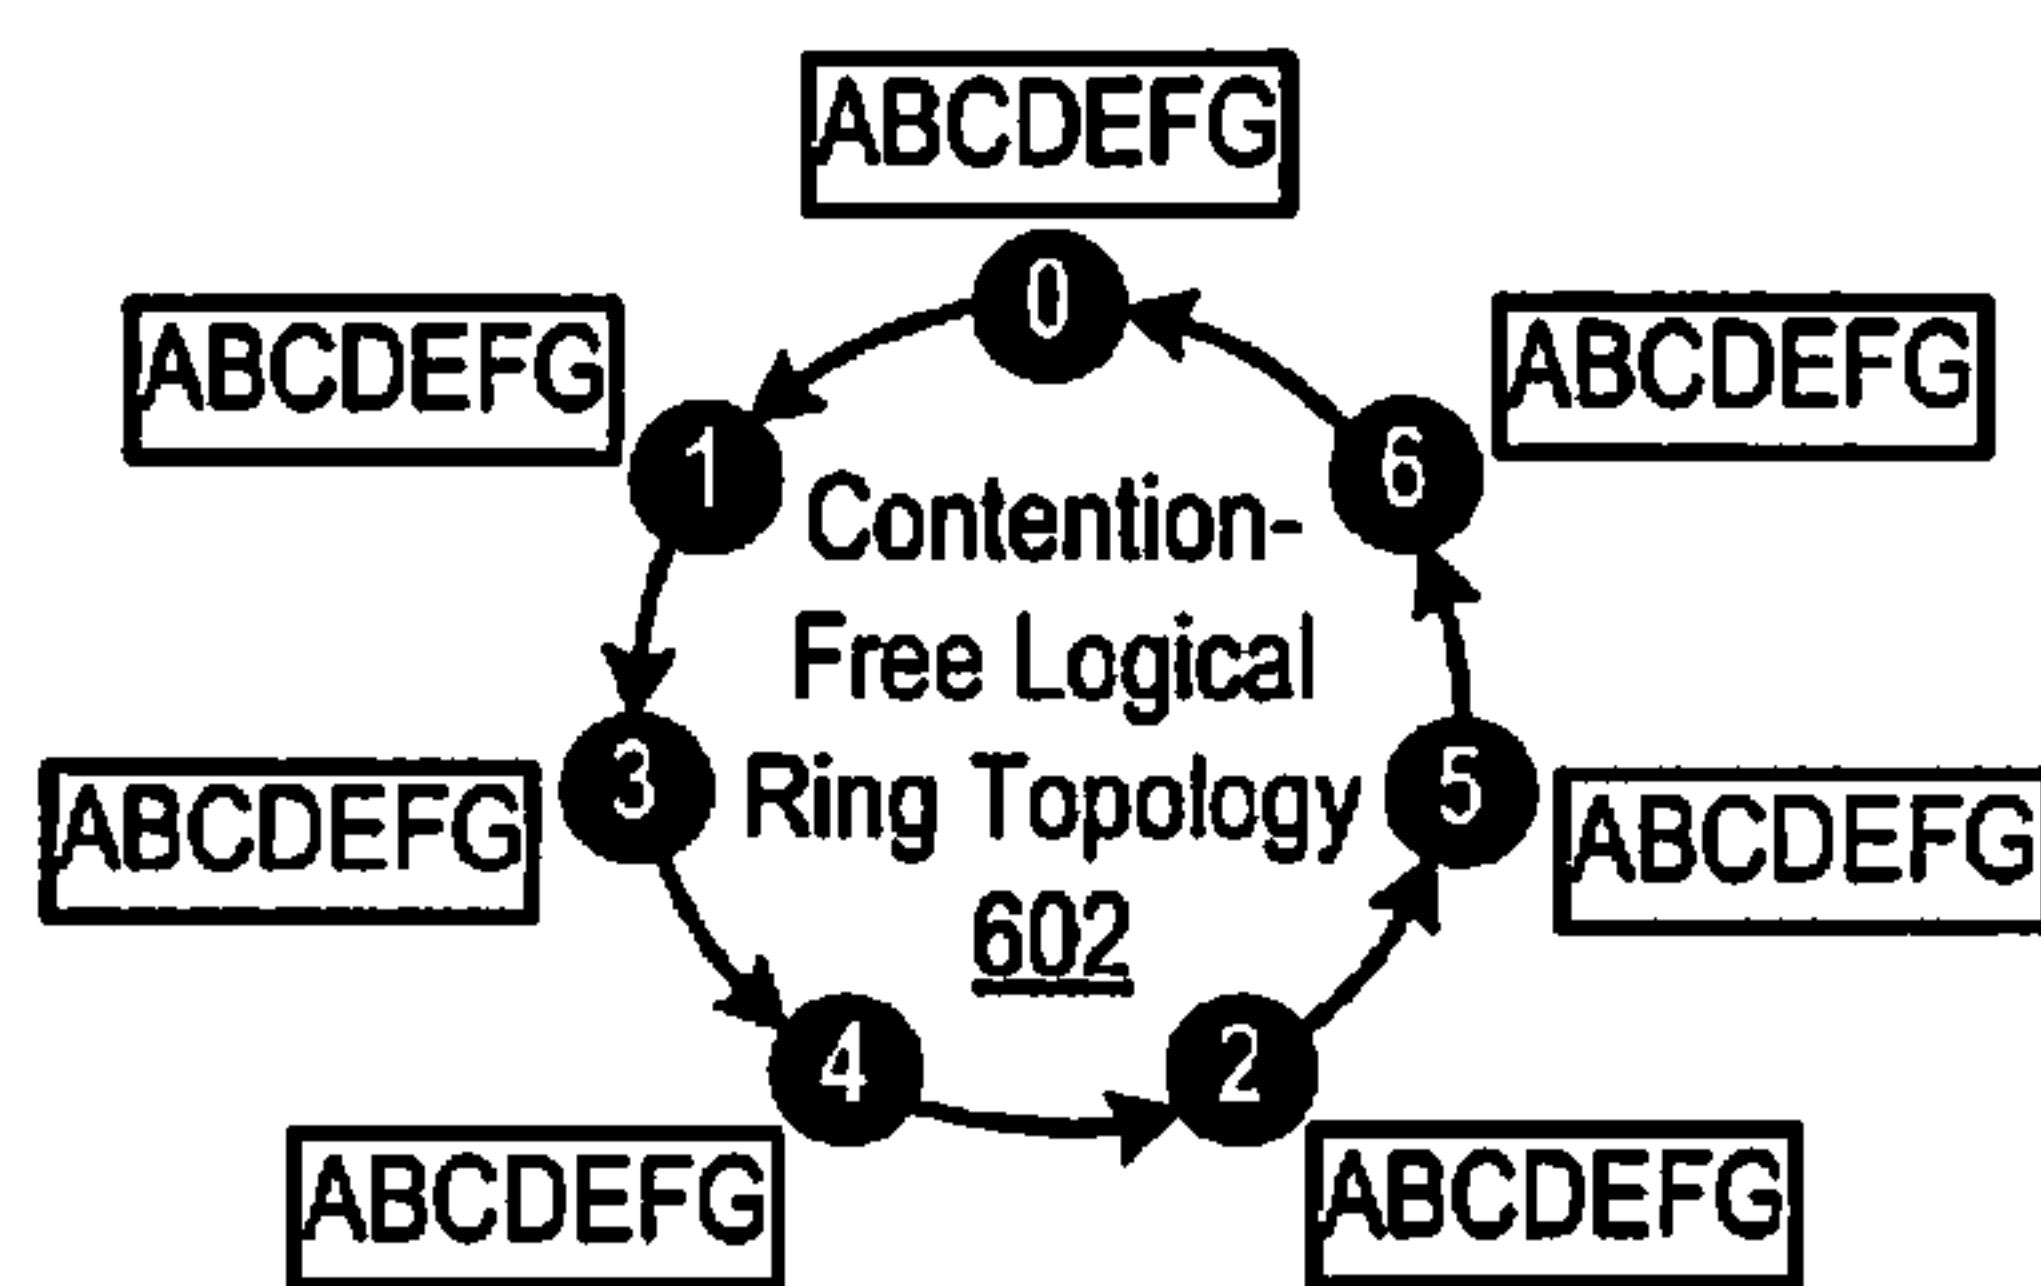 ABCDEFG
0
ABCDEFG
1
ABCDEFG
6
Contention-
Free Logical
Ring Topology
602
ABCDEFG
3
5
ABCDEFG
4
2
ABCDEFG
ABCDEFG